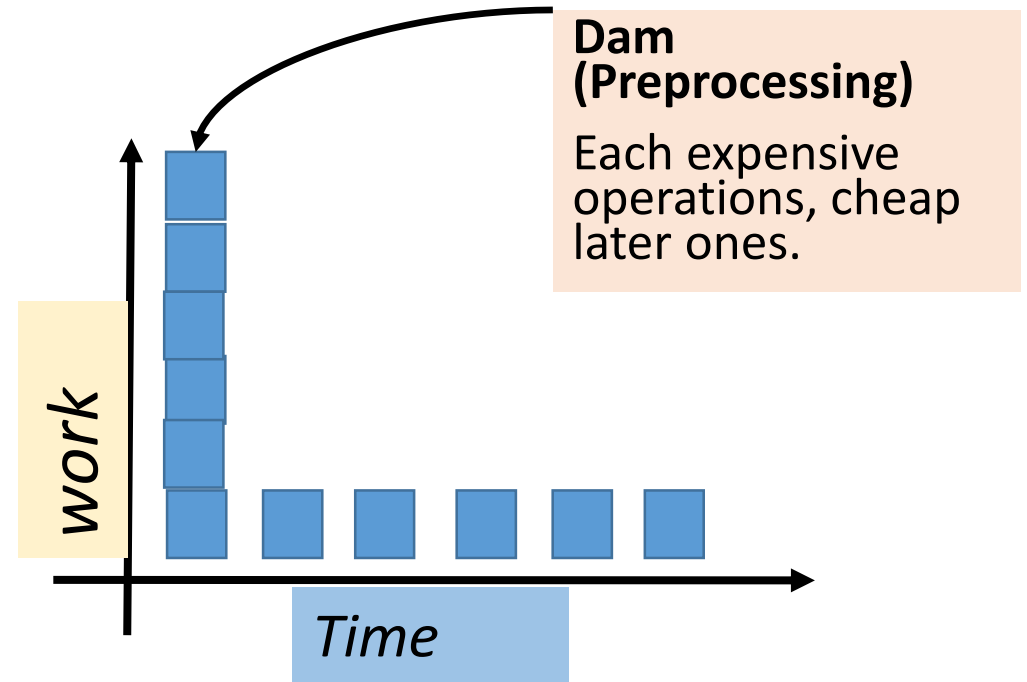 Dam
(Preprocessing)
Each expensive
operations, cheap
later ones.
work
Time